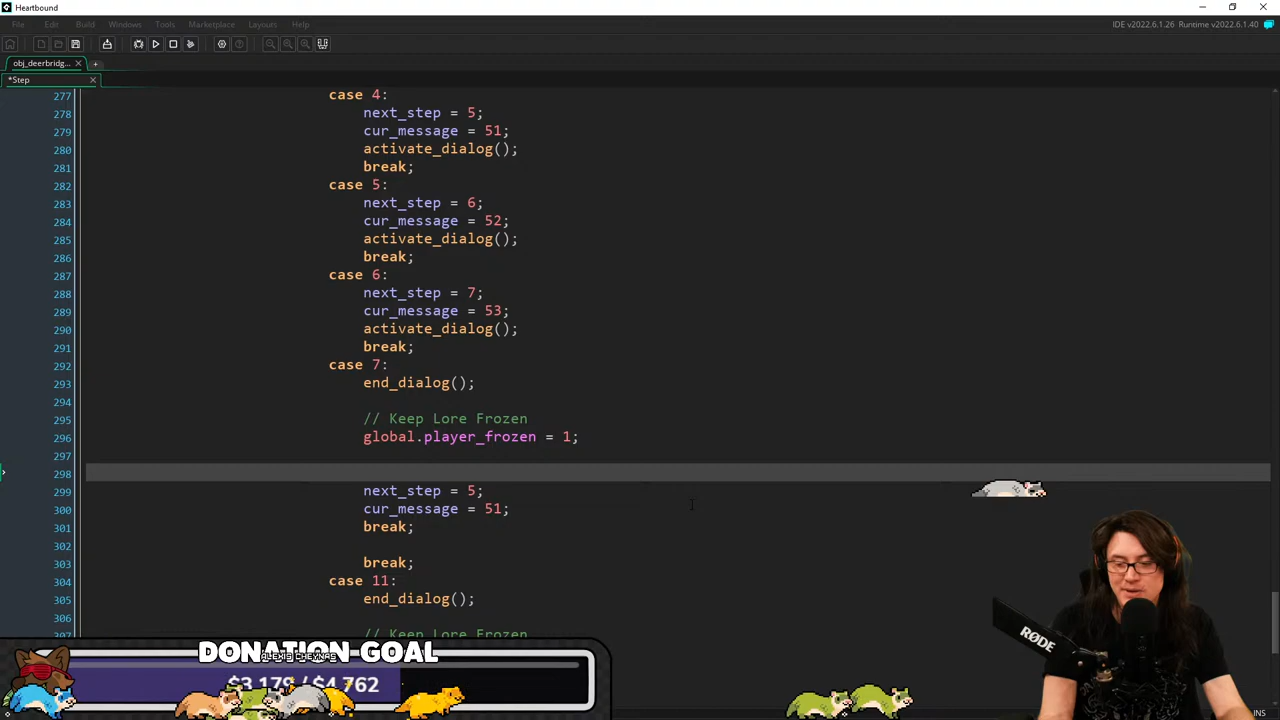 Heartbound
File Edit Build Windows Tools Marketplace Layouts Help
IDE v2022.6.1.26 Runtime v2022.6.1.40
obj_deerbridg...
*Step
277 case 4:
278 next_step = 5;
279 cur_message = 51;
280 activate_dialog();
281 break;
282 case 5:
283 next_step = 6;
284 cur_message = 52;
285 activate_dialog();
286 break;
287 case 6:
288 next_step = 7;
289 cur_message = 53;
290 activate_dialog();
291 break;
292 case 7:
293 end_dialog();
294
295 // Keep Lore Frozen
296 global.player_frozen = 1;
297
298
299 next_step = 5;
300 cur_message = 51;
301 break;
302
303 break;
304 case 11:
305 end_dialog();
306
307 // Keep Lore Frozen
DONATION GOAL
ALEXIS CHEYNAS
$3,179 / $4,762
RØDE
INS